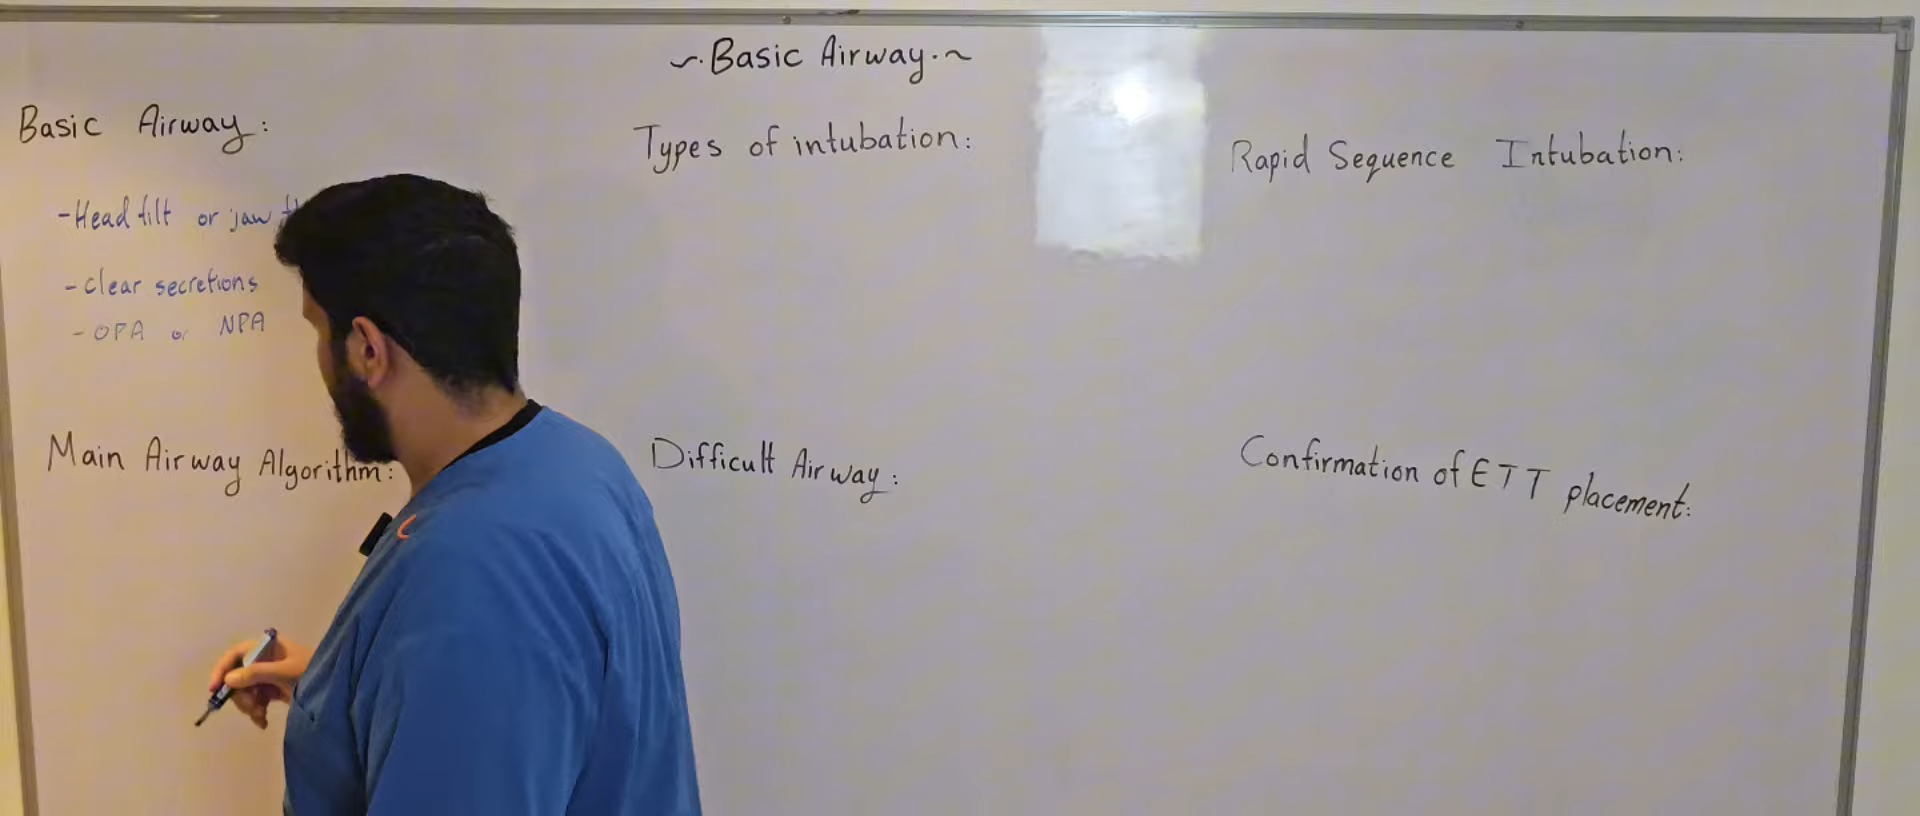 ~. Basic Airway. ~
Basic Airway:
- Head tilt or jaw
- clear secretions
- OPA or NPA
Types of intubation:
Rapid Sequence Intubation:
Main Airway Algorithm:
Difficult Airway:
Confirmation of ETT placement: